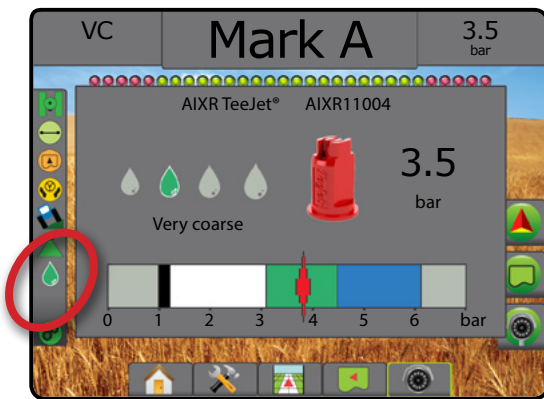 VC
Mark A
3.5
bar
AIXR TeeJet® AIXR11004
3.5
bar
Very coarse
0 1 2 3 4 5 6 bar